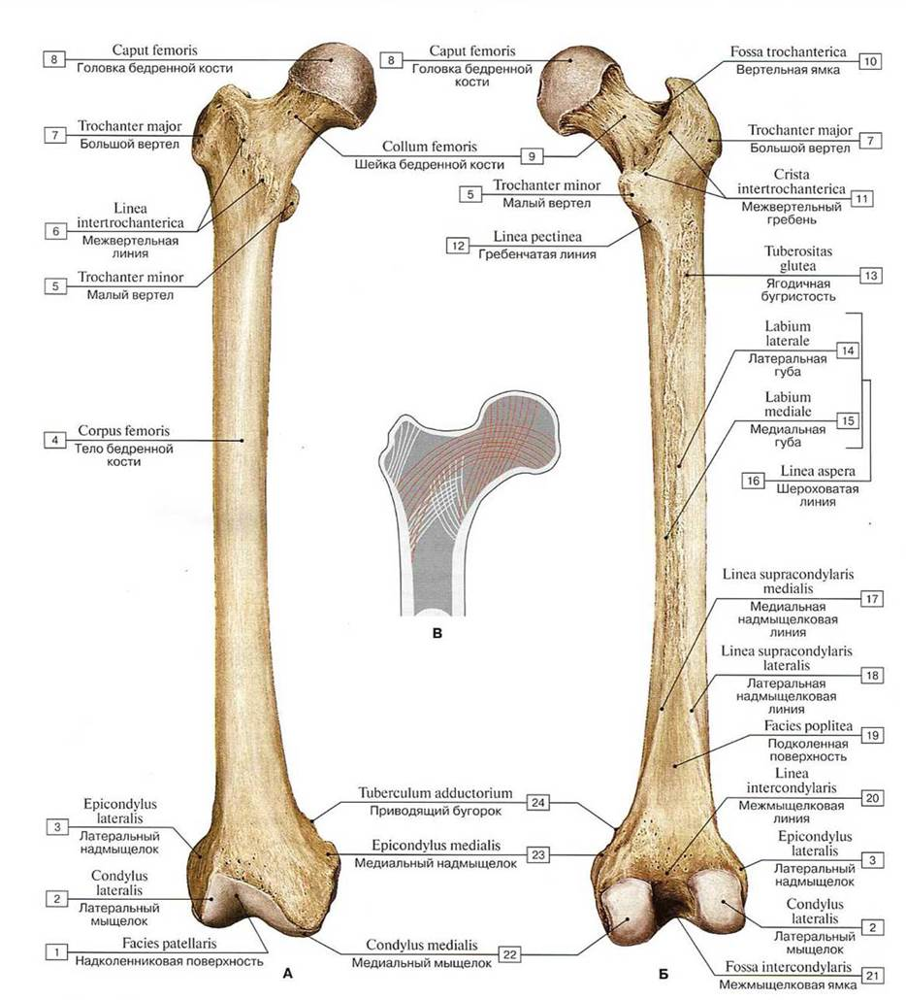 8
Caput femoris
Головка бедренной кости
7
Trochanter major
Большой вертел
6
Linea
intertrochanterica
Межвертельная
линия
5
Trochanter minor
Малый вертел
4
Corpus femoris
Тело бедренной
кости
3
Epicondylus
lateralis
Латеральный
надмыщелок
2
Condylus
lateralis
Латеральный
мыщелок
1
Facies patellaris
Надколенниковая поверхность
А
8
Caput femoris
Головка бедренной
кости
Collum femoris
9
Шейка бедренной кости
5
Trochanter minor
Малый вертел
12
Linea pectinea
Гребенчатая линия
В
Tuberculum adductorium
24
Приводящий бугорок
Epicondylus medialis
23
Медиальный надмыщелок
Condylus medialis
22
Медиальный мыщелок
Fossa trochanterica
10
Вертельная ямка
Trochanter major
7
Большой вертел
Crista
intertrochanterica
11
Межвертельный
гребень
Tuberositas
glutea
13
Ягодичная
бугристость
Labium
laterale
14
Латеральная
губа
Labium
mediale
15
Медиальная
губа
16
Linea aspera
Шероховатая
линия
Linea supracondylaris
medialis
17
Медиальная
надмыщелковая
линия
Linea supracondylaris
lateralis
18
Латеральная
надмыщелковая
линия
Facies poplitea
19
Подколенная
поверхность
Linea
intercondylaris
20
Межмыщелковая
линия
Epicondylus
lateralis
3
Латеральный
надмыщелок
Condylus
lateralis
2
Латеральный
мыщелок
Fossa intercondylaris
21
Межмыщелковая ямка
Б